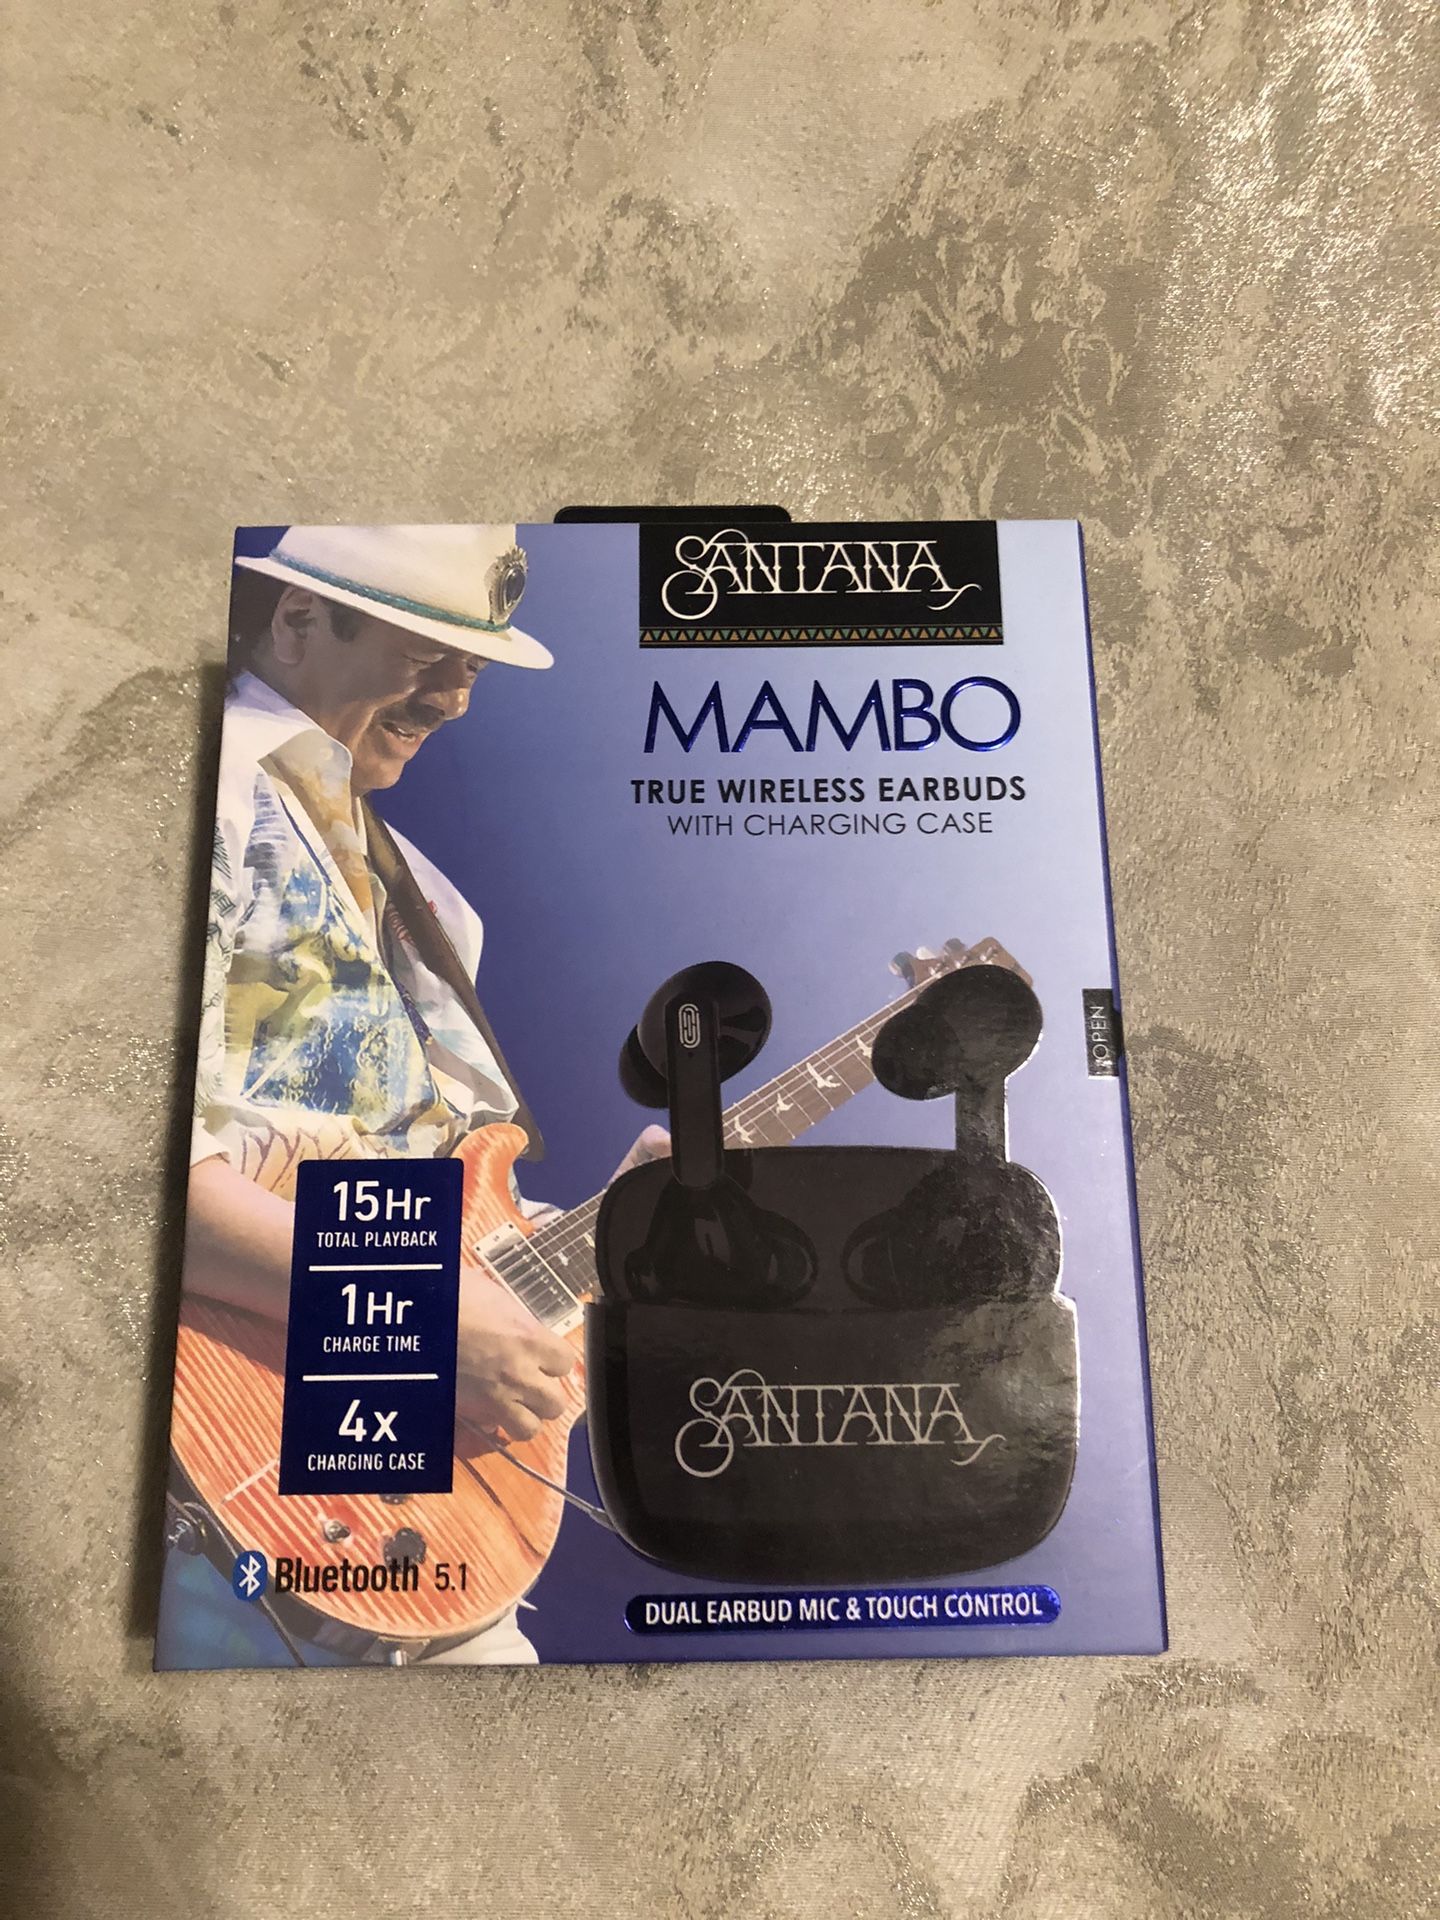 SANTANA
MAMBO
TRUE WIRELESS EARBUDS
WITH CHARGING CASE
OPEN
15Hr
TOTAL PLAYBACK
1Hr
CHARGE TIME
4x
CHARGING CASE
SANTANA
Bluetooth 5.1
DUAL EARBUD MIC & TOUCH CONTROL